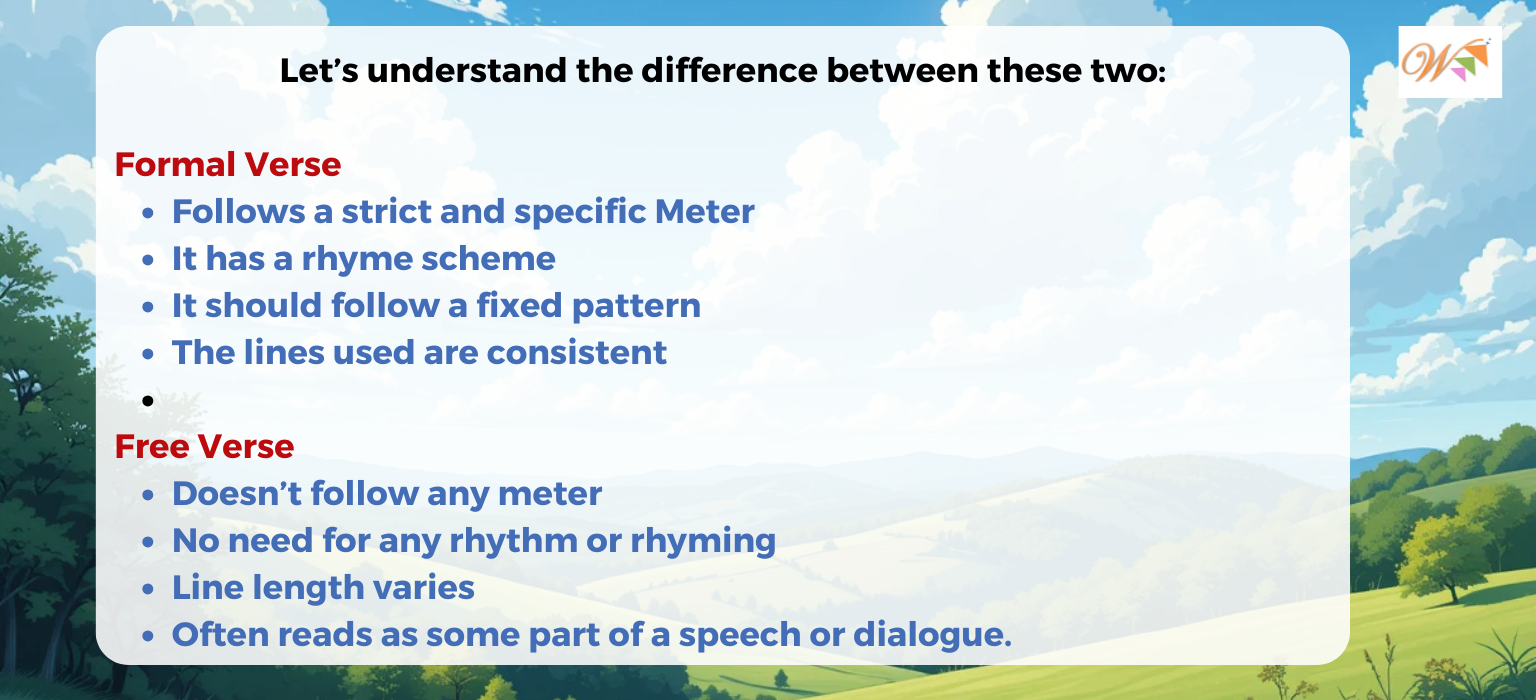 Let’s understand the difference between these two:
W
Formal Verse
• Follows a strict and specific Meter
• It has a rhyme scheme
• It should follow a fixed pattern
• The lines used are consistent
•
Free Verse
• Doesn’t follow any meter
• No need for any rhythm or rhyming
• Line length varies
• Often reads as some part of a speech or dialogue.